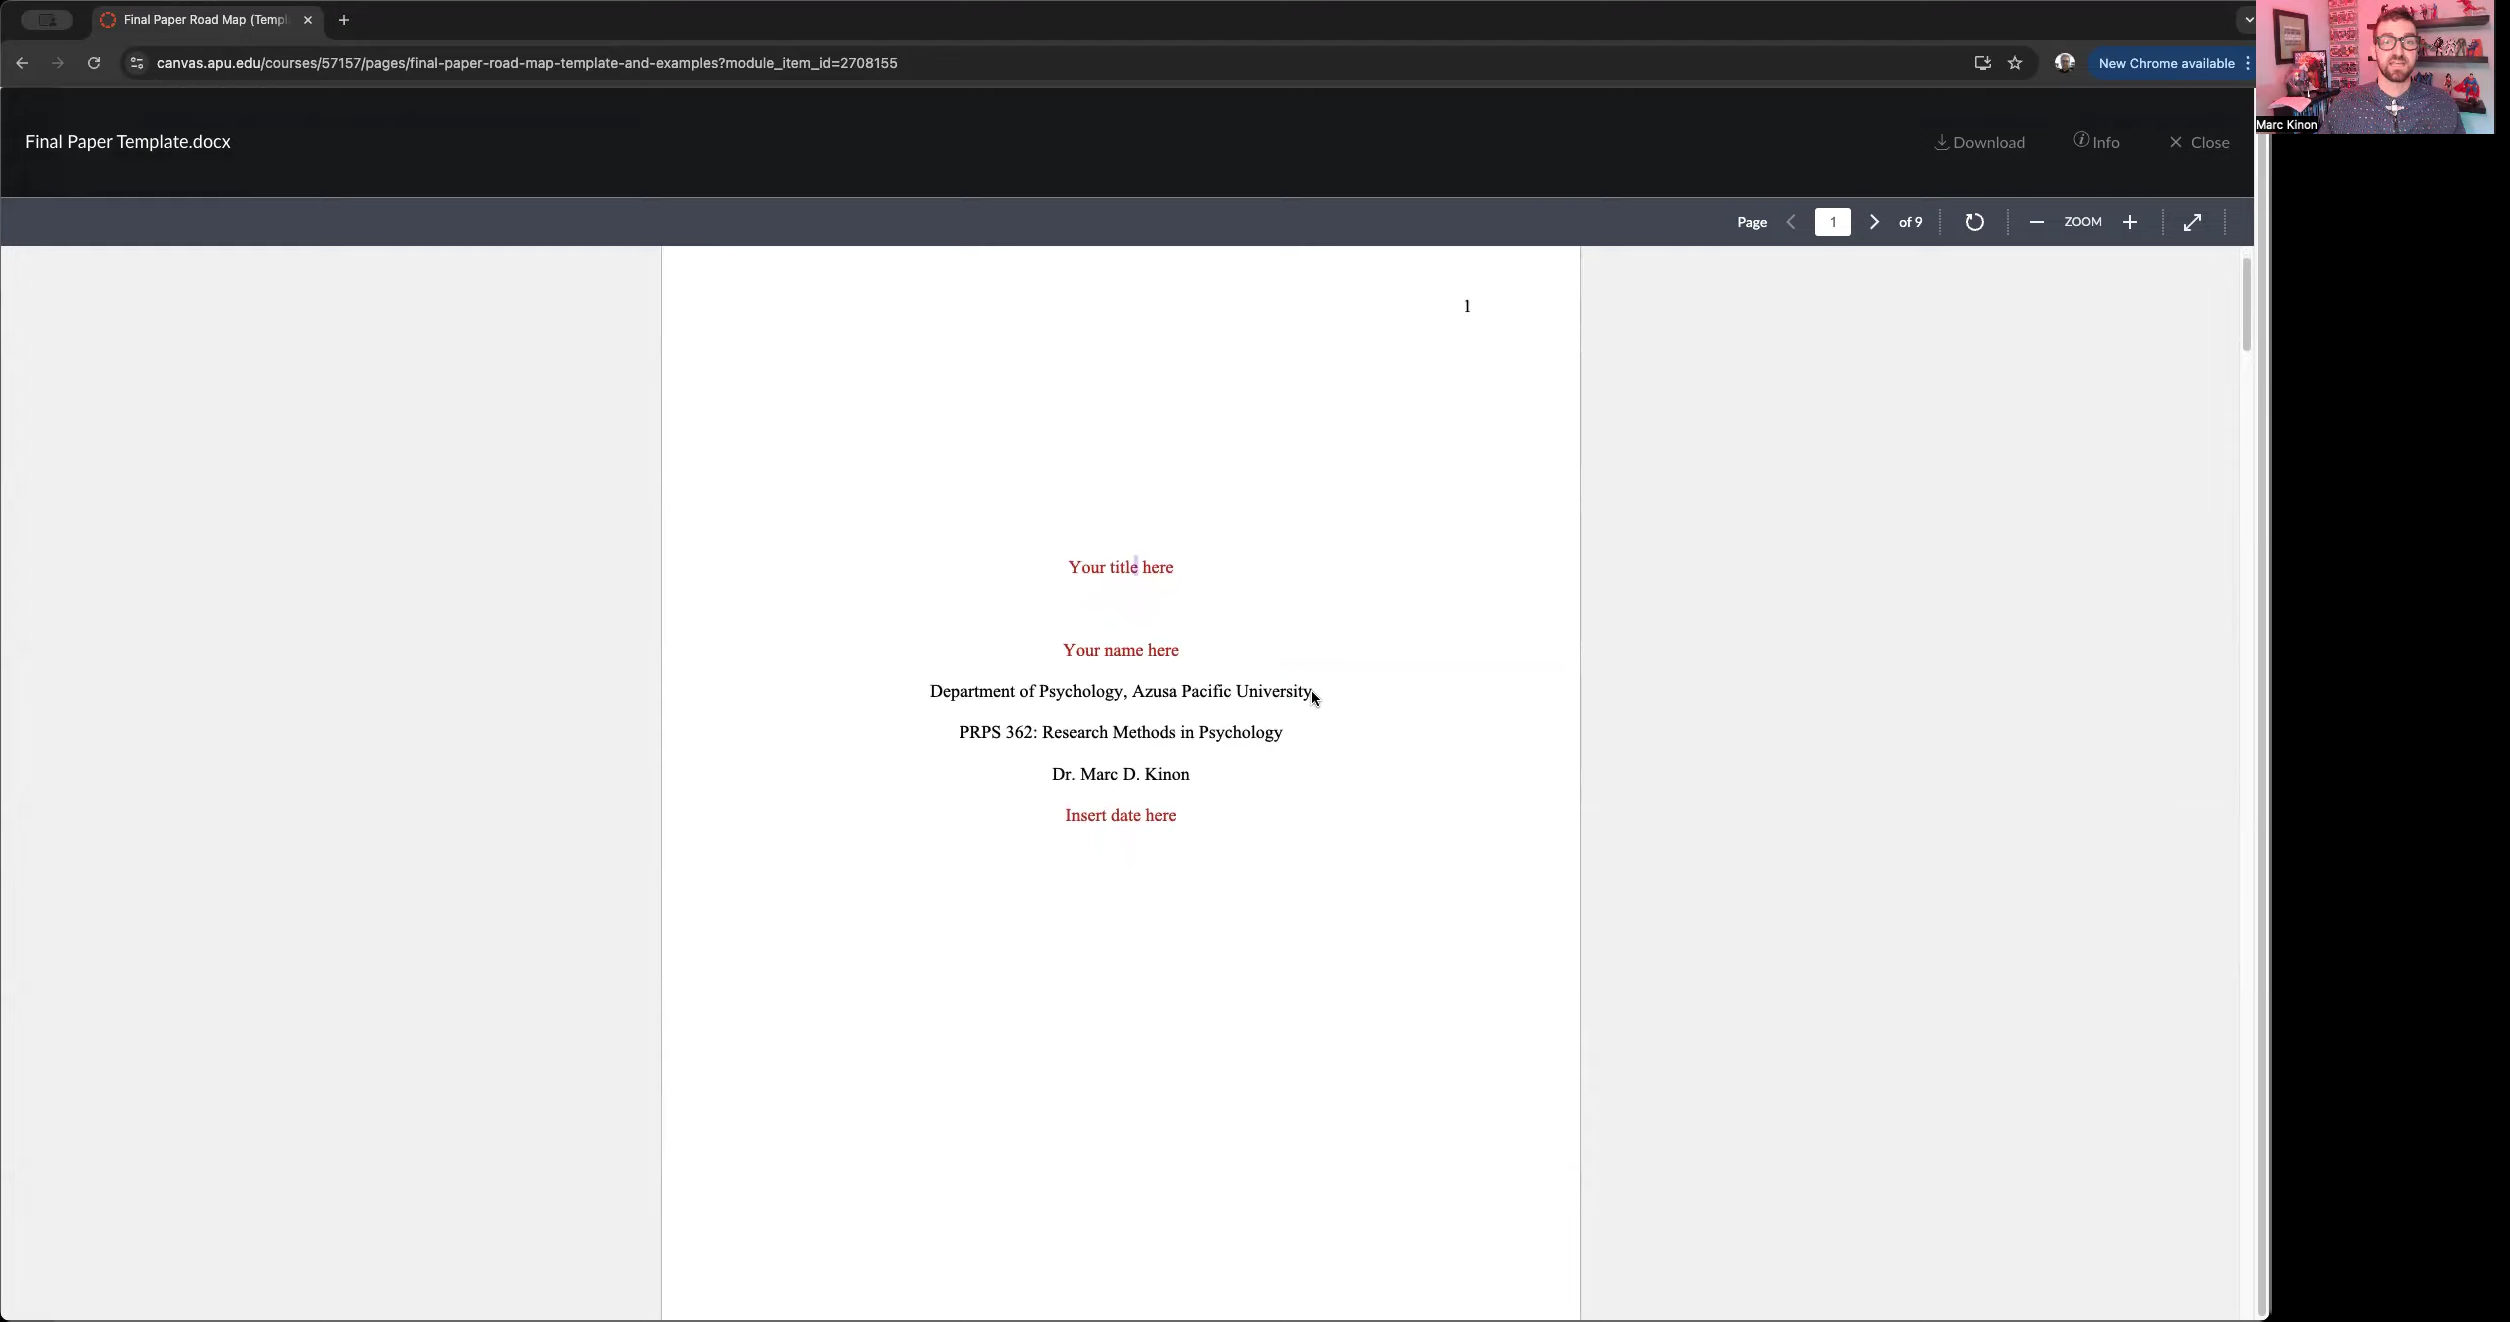 Final Paper Road Map (Templ
canvas.apu.edu/courses/57157/pages/final-paper-road-map-template-and-examples?module_item_id=2708155
New Chrome available
Marc Kinon
Final Paper Template.docx
Download
Info
Close
Page
1
of 9
ZOOM
1
Your title here
Your name here
Department of Psychology, Azusa Pacific University
PRPS 362: Research Methods in Psychology
Dr. Marc D. Kinon
Insert date here